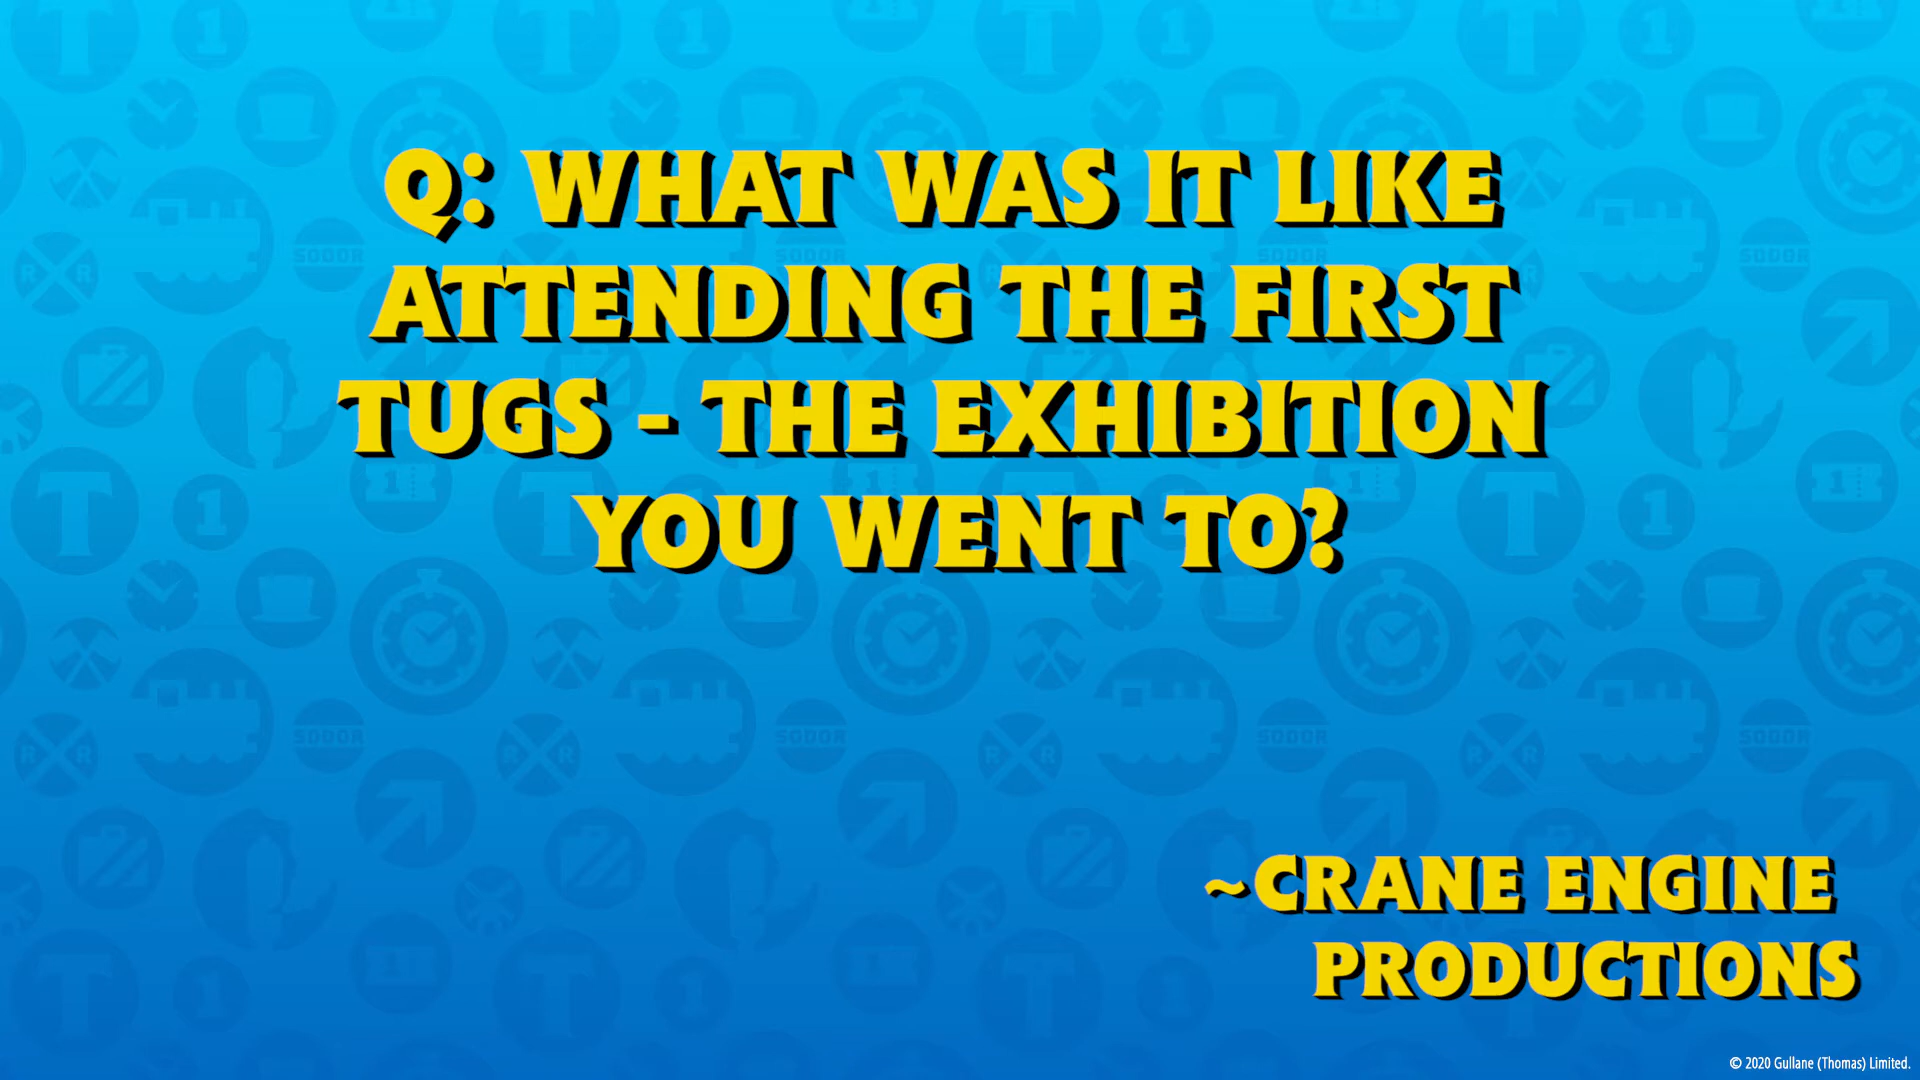 Q: WHAT WAS IT LIKE
ATTENDING THE FIRST
TUGS - THE EXHIBITION
YOU WENT TO?
~CRANE ENGINE
PRODUCTIONS
© 2020 Gullane (Thomas) Limited.